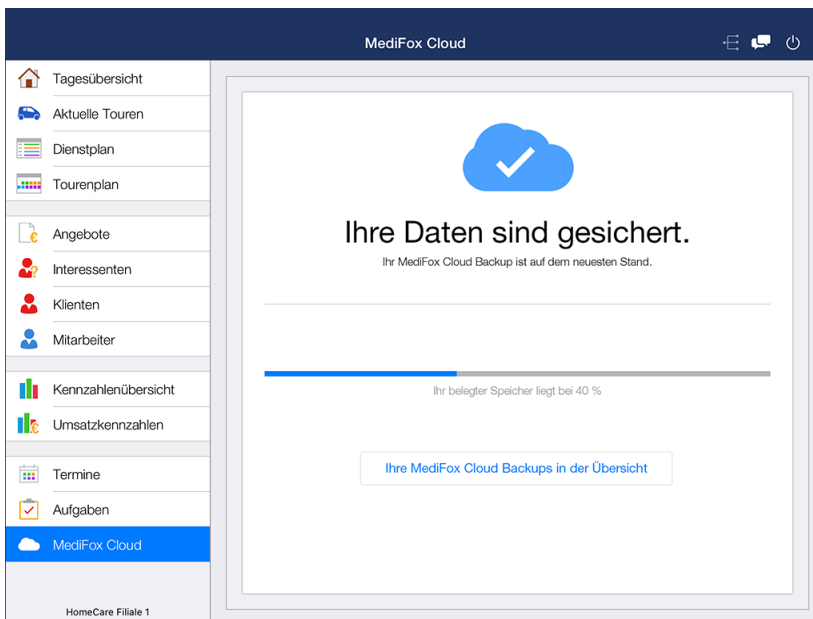 MediFox Cloud
Tagesübersicht
Aktuelle Touren
Dienstplan
Tourenplan
Angebote
Interessenten
Klienten
Mitarbeiter
Kennzahlenübersicht
Umsatzkennzahlen
Termine
Aufgaben
MediFox Cloud
HomeCare Filiale 1
Ihre Daten sind gesichert.
Ihr MediFox Cloud Backup ist auf dem neuesten Stand.
Ihr belegter Speicher liegt bei 40 %
Ihre MediFox Cloud Backups in der Übersicht